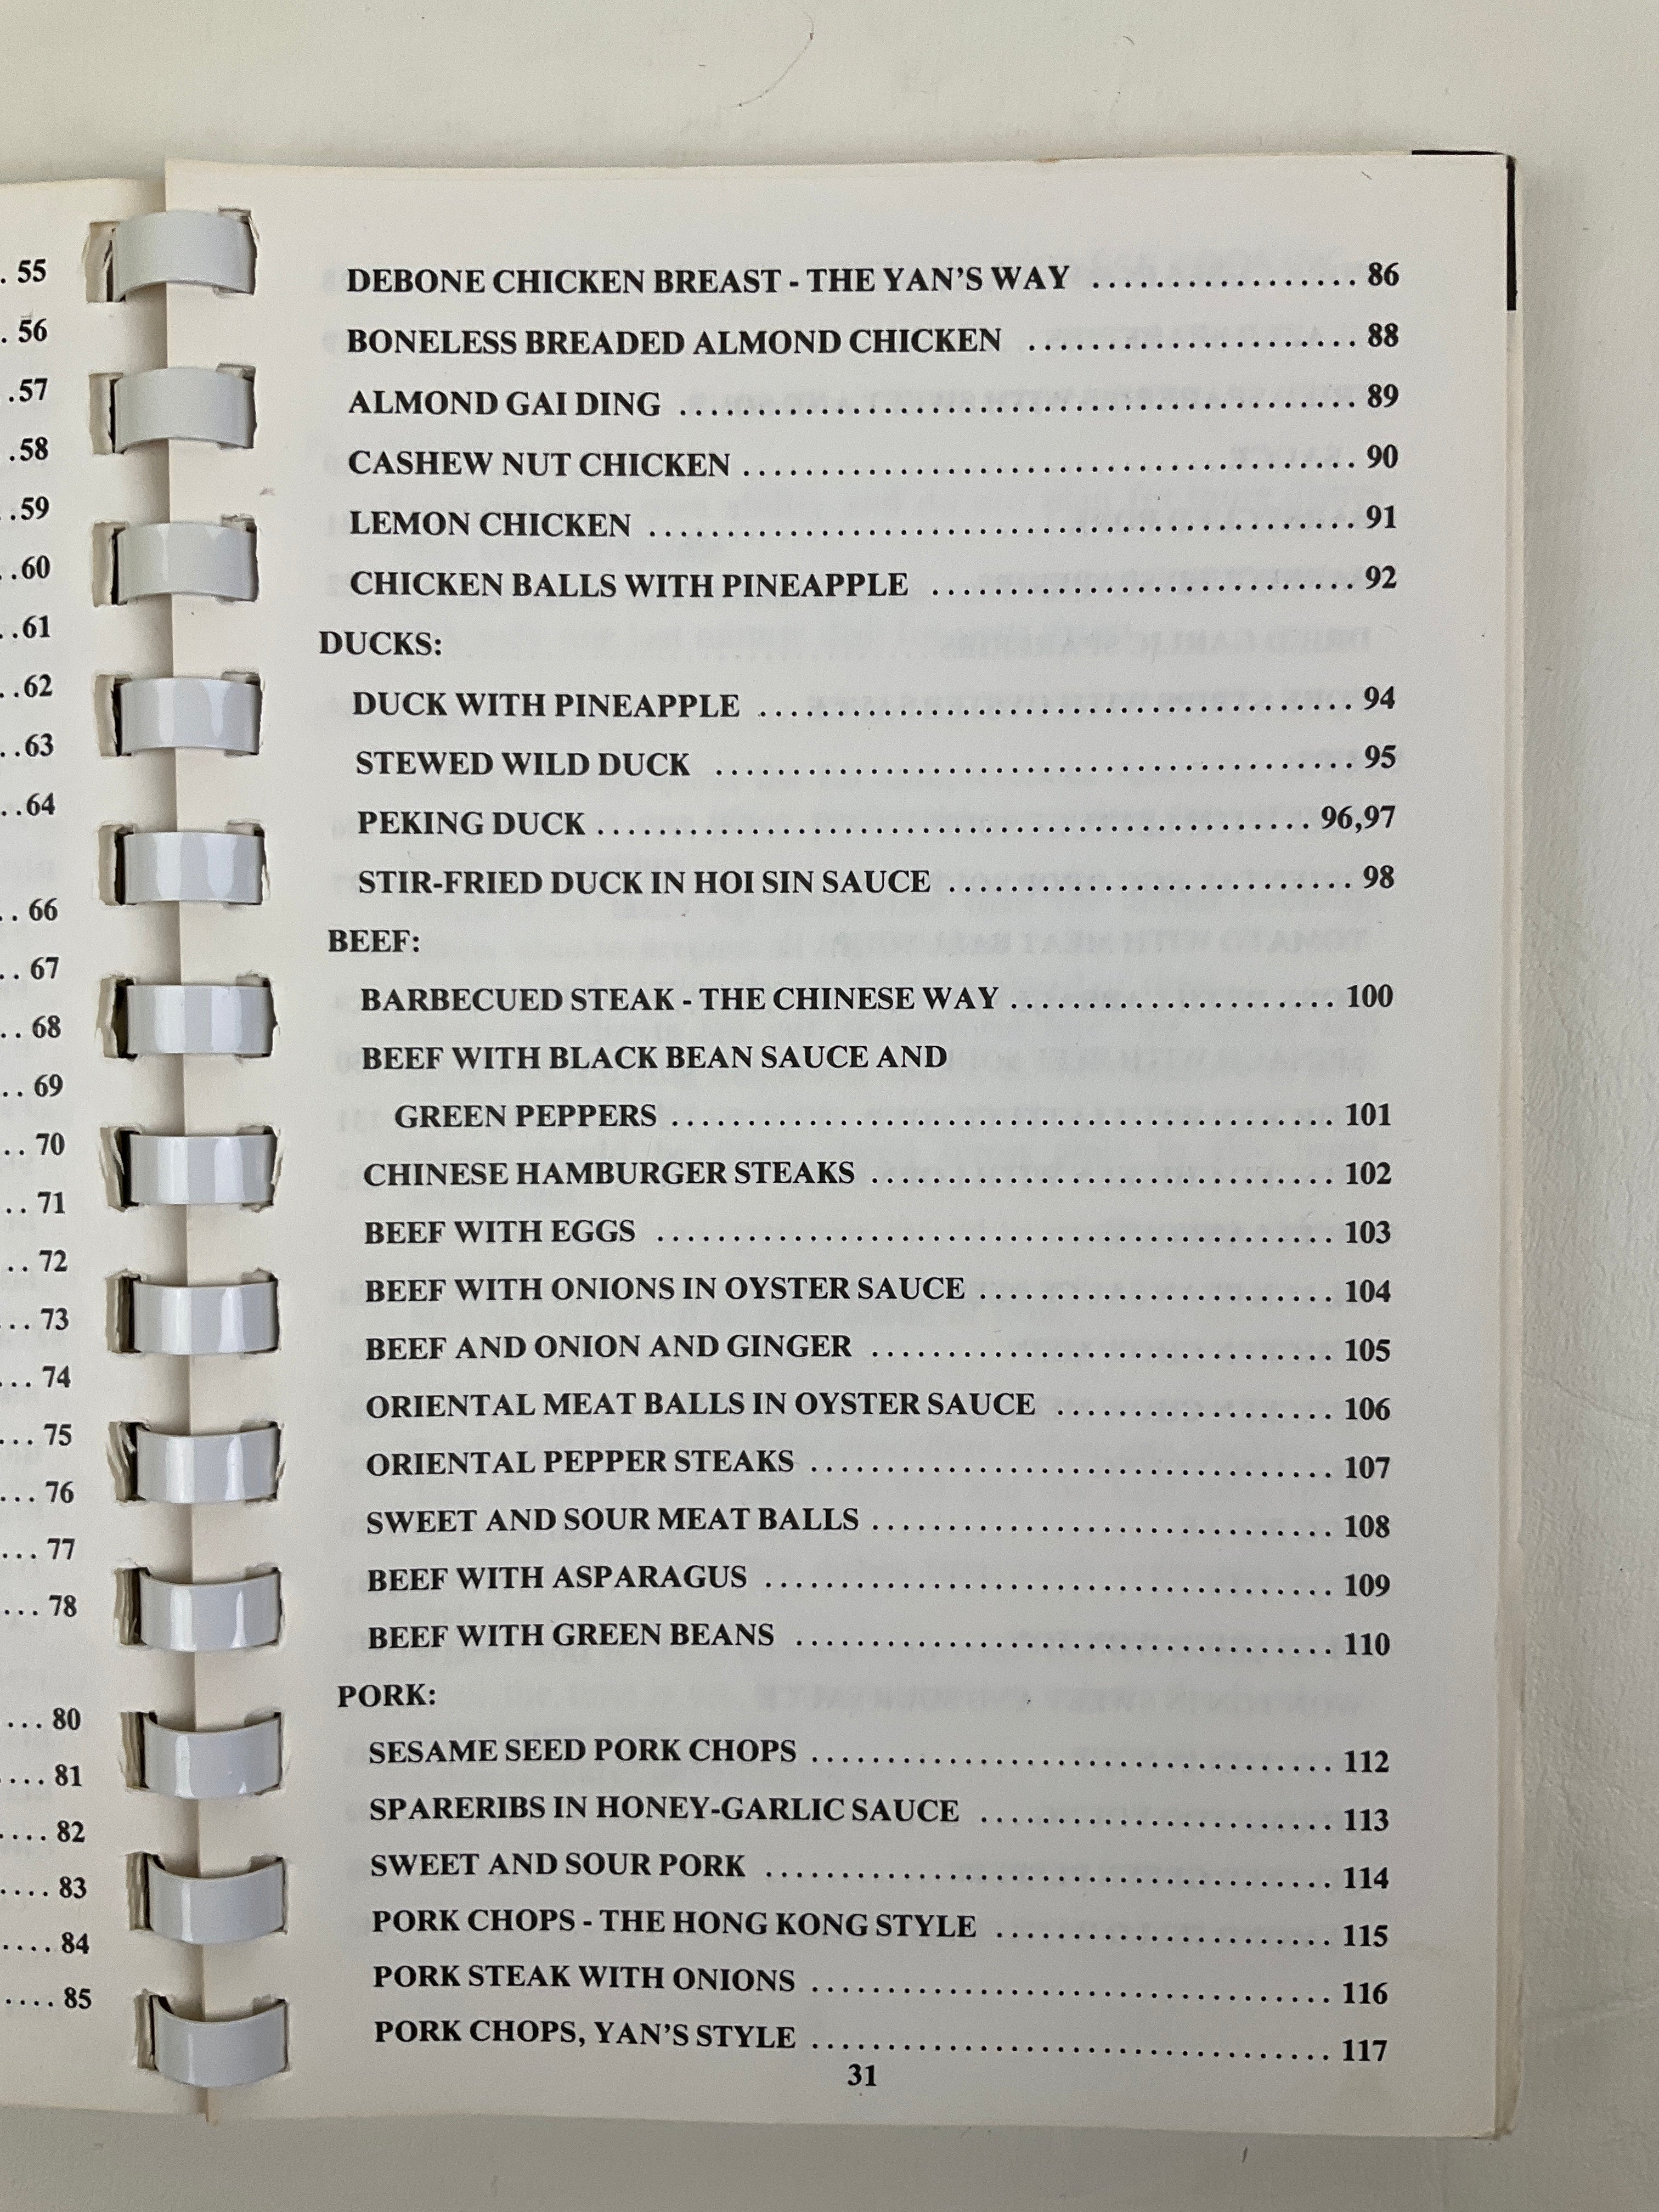 . 55
. 56
. 57
. 58
. . 59
. . 60
. . 61
. . 62
. . 63
. . 64
. . 66
. . 67
. . 68
. . 69
. . 70
. . 71
. . 72
. . . 73
. . . 74
. . . 75
. . . 76
. . . 77
. . . 78
. . . 80
. . . . 81
. . . . 82
. . . . 83
. . . . 84
. . . . 85
DEBONE CHICKEN BREAST - THE YAN'S WAY ................. 86
BONELESS BREADED ALMOND CHICKEN ..................... 88
ALMOND GAI DING ............................................ 89
CASHEW NUT CHICKEN ........................................ 90
LEMON CHICKEN .............................................. 91
CHICKEN BALLS WITH PINEAPPLE ............................ 92
DUCKS:
DUCK WITH PINEAPPLE ....................................... 94
STEWED WILD DUCK .......................................... 95
PEKING DUCK ............................................... 96,97
STIR-FRIED DUCK IN HOI SIN SAUCE ........................... 98
BEEF:
BARBECUED STEAK - THE CHINESE WAY ...................... 100
BEEF WITH BLACK BEAN SAUCE AND
GREEN PEPPERS ............................................ 101
CHINESE HAMBURGER STEAKS ............................... 102
BEEF WITH EGGS ............................................. 103
BEEF WITH ONIONS IN OYSTER SAUCE ........................ 104
BEEF AND ONION AND GINGER ............................... 105
ORIENTAL MEAT BALLS IN OYSTER SAUCE ................... 106
ORIENTAL PEPPER STEAKS ................................... 107
SWEET AND SOUR MEAT BALLS ............................... 108
BEEF WITH ASPARAGUS ...................................... 109
BEEF WITH GREEN BEANS .................................... 110
PORK:
SESAME SEED PORK CHOPS ................................... 112
SPARERIBS IN HONEY-GARLIC SAUCE ........................ 113
SWEET AND SOUR PORK ...................................... 114
PORK CHOPS - THE HONG KONG STYLE ....................... 115
PORK STEAK WITH ONIONS ................................... 116
PORK CHOPS, YAN'S STYLE ................................... 117
31